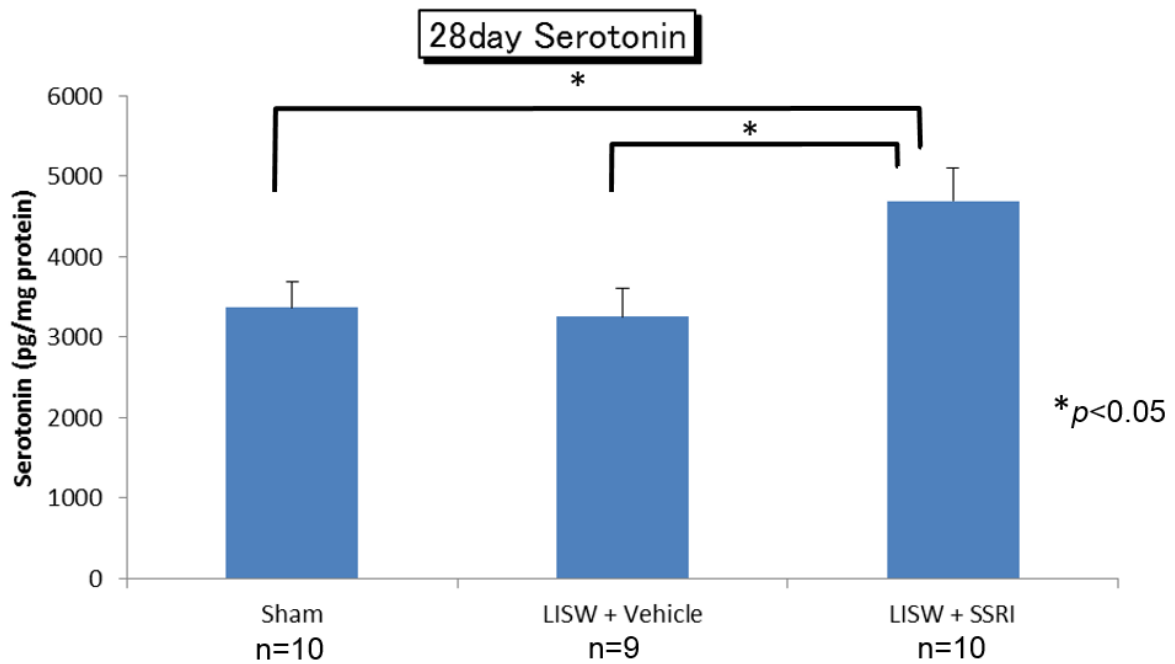 28day Serotonin
*
*
6000
5000
4000
3000
2000
1000
0
Serotonin (pg/mg protein)
*p<0.05
Sham
LISW + Vehicle
LISW + SSRI
n=10
n=9
n=10